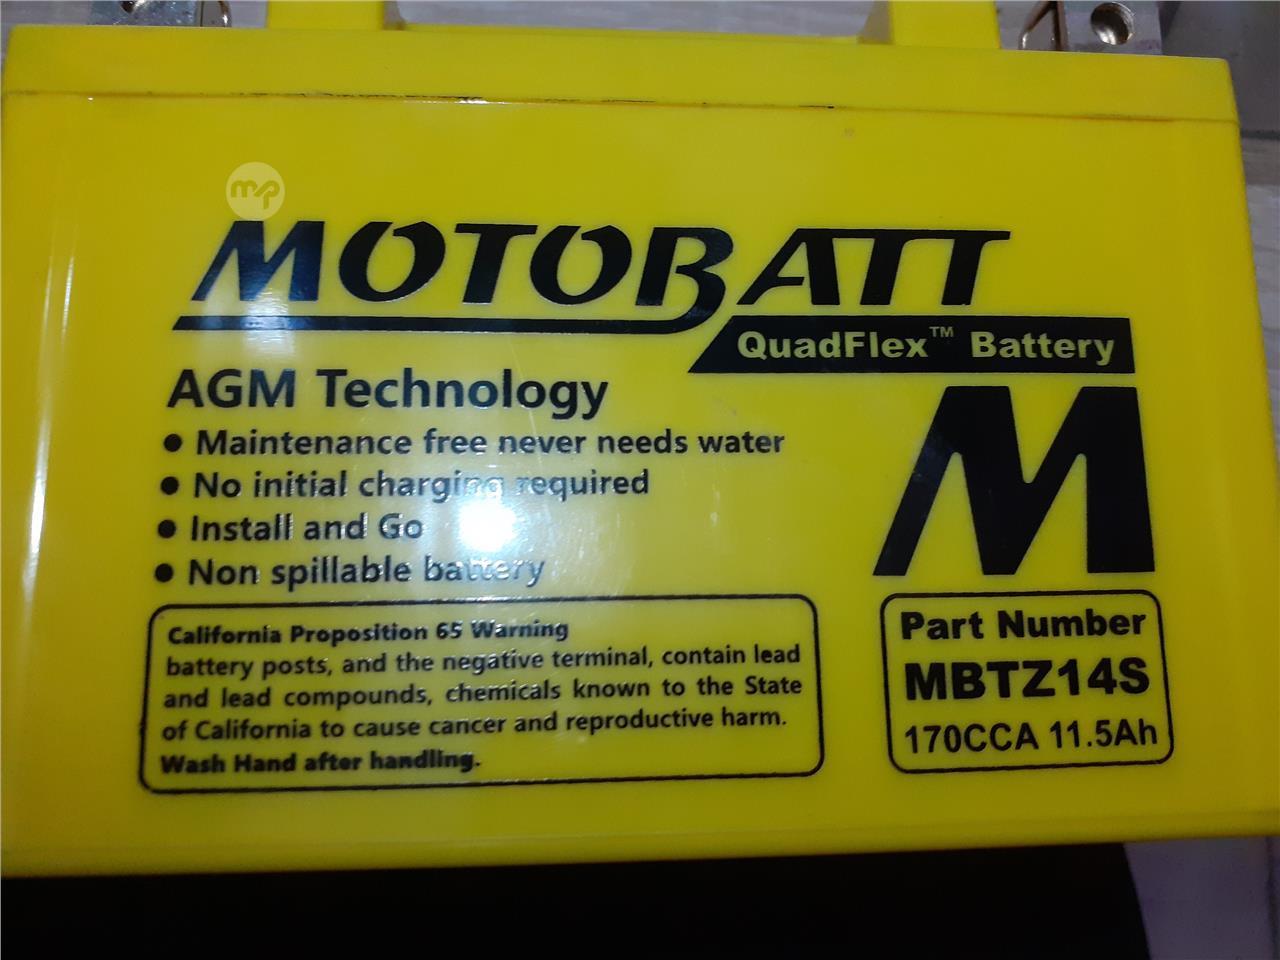 mp
MOTOBATT
QuadFlex™ Battery
AGM Technology
● Maintenance free never needs water
● No initial charging required
● Install and Go
● Non spillable battery
California Proposition 65 Warning
battery posts, and the negative terminal, contain lead
and lead compounds, chemicals known to the State
of California to cause cancer and reproductive harm.
Wash Hand after handling.
M
Part Number
MBTZ14S
170CCA 11.5Ah